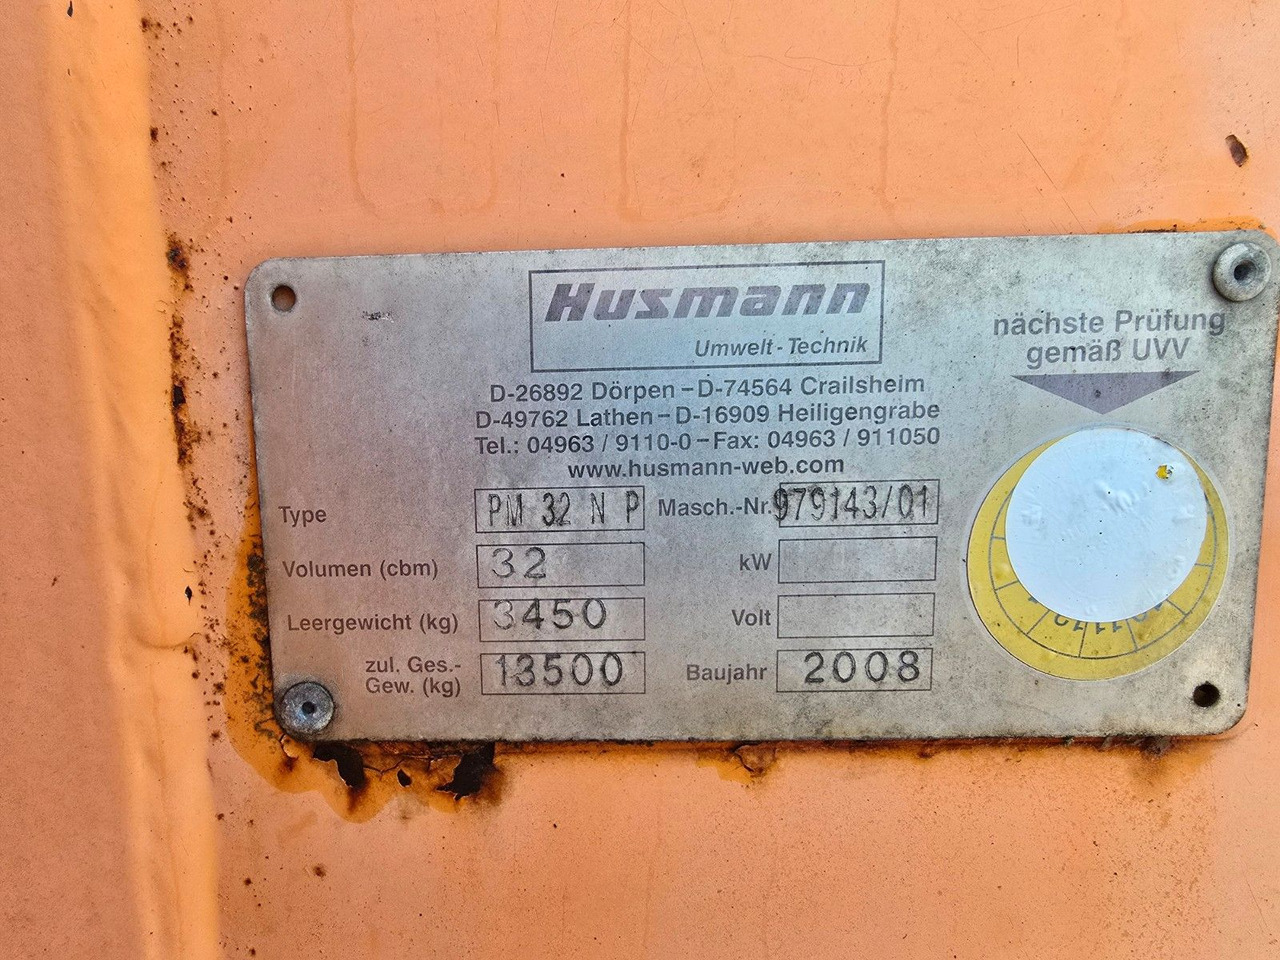 Husmann
Umwelt-Technik
D-26892 Dörpen – D-74564 Crailsheim
D-49762 Lathen – D-16909 Heiligengrabe
Tel.: 04963 / 9110-0 – Fax: 04963 / 911050
www.husmann-web.com
nächste Prüfung
gemäß UVV
Type PM 32 N P Masch.-Nr. 979143/01
Volumen (cbm) 32 kW
Leergewicht (kg) 3450 Volt
zul. Ges.-
Gew. (kg) 13500 Baujahr 2008